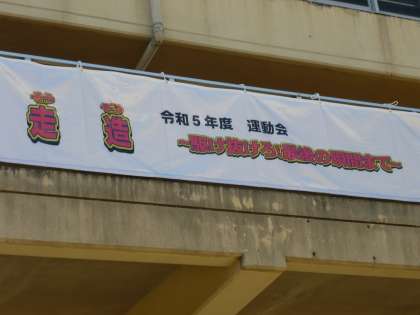 走 造
令和5年度 運動会
~駆け抜けろ!最後の瞬間まで~